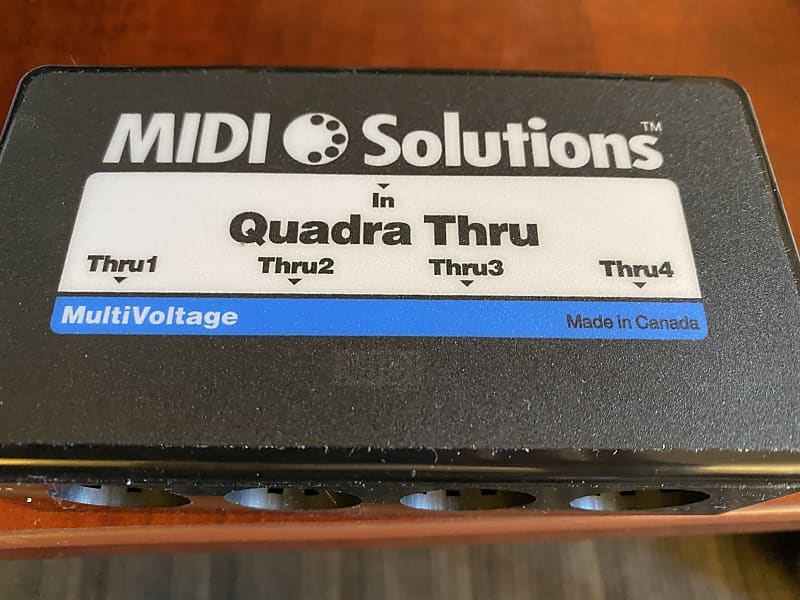 MIDI Solutions™
In
Quadra Thru
Thru1 Thru2 Thru3 Thru4
MultiVoltage Made in Canada